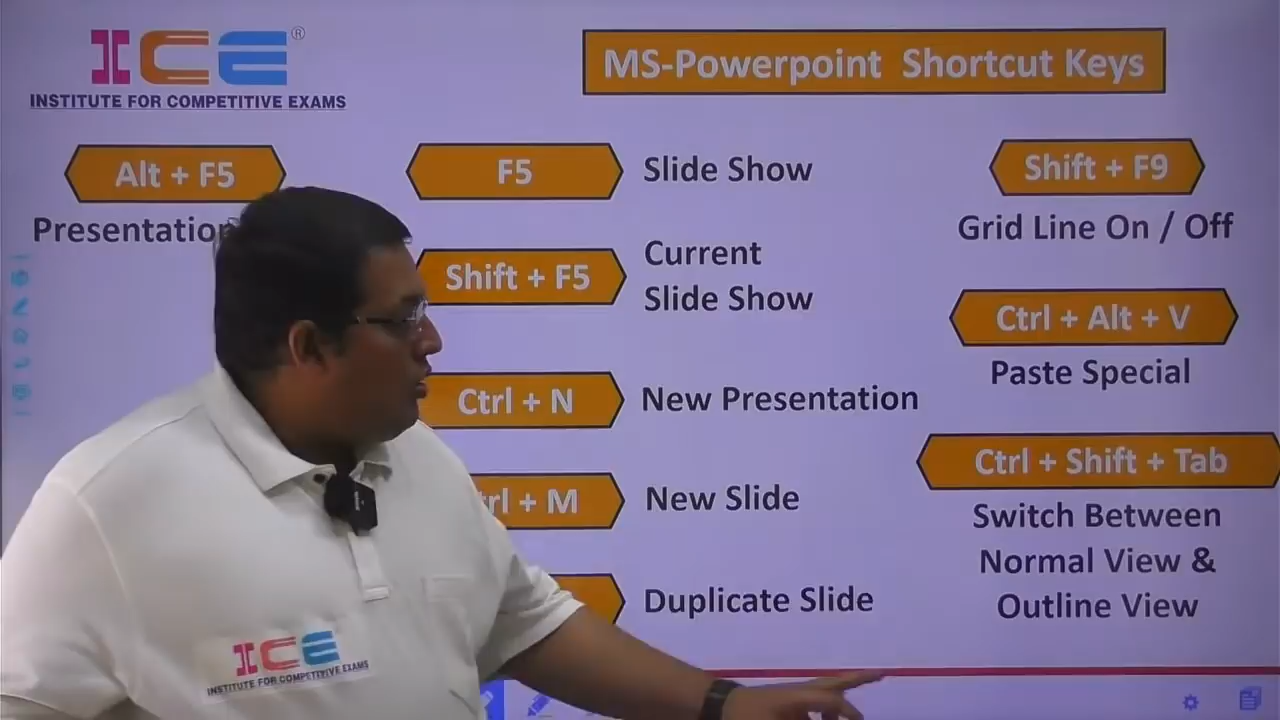 ICE®
INSTITUTE FOR COMPETITIVE EXAMS
MS-Powerpoint Shortcut Keys
Alt + F5
Presentation
F5
Slide Show
Shift + F5
Current
Slide Show
Ctrl + N
New Presentation
rl + M
New Slide
Duplicate Slide
Shift + F9
Grid Line On / Off
Ctrl + Alt + V
Paste Special
Ctrl + Shift + Tab
Switch Between
Normal View &
Outline View
ICE
INSTITUTE FOR COMPETITIVE EXAMS